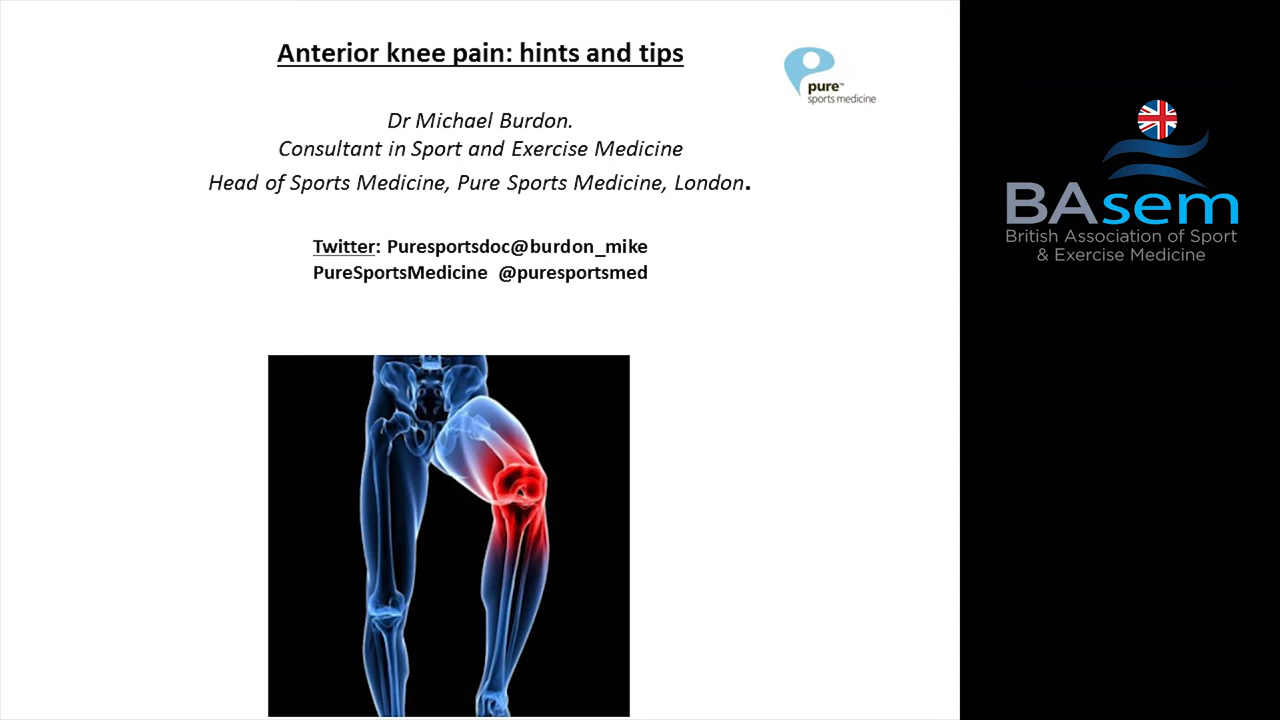 Anterior knee pain: hints and tips
pure™
sports medicine
Dr Michael Burdon.
Consultant in Sport and Exercise Medicine
Head of Sports Medicine, Pure Sports Medicine, London.
Twitter: Puresportsdoc@burdon_mike
PureSportsMedicine @puresportsmed
BAsem
British Association of Sport
& Exercise Medicine